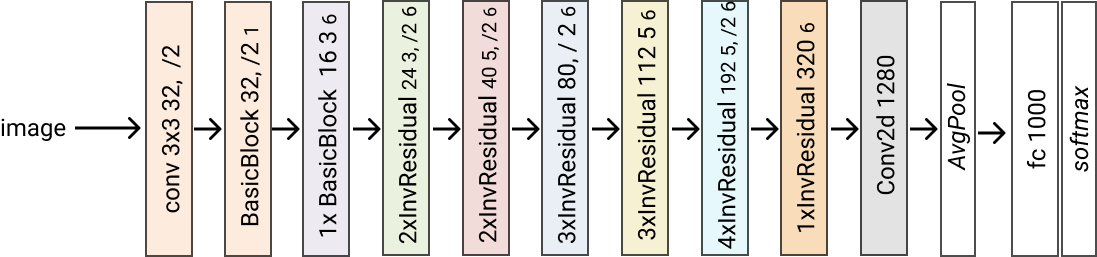 image
conv 3x3 32, /2
BasicBlock 32, /2 1
1x BasicBlock 16 3 6
2xInvResidual 24 3, /2 6
2xInvResidual 40 5, /2 6
3xInvResidual 80, / 2 6
3xInvResidual 112 5 6
4xInvResidual 192 5, /2 6
1xInvResidual 320 6
Conv2d 1280
AvgPool
fc 1000
softmax